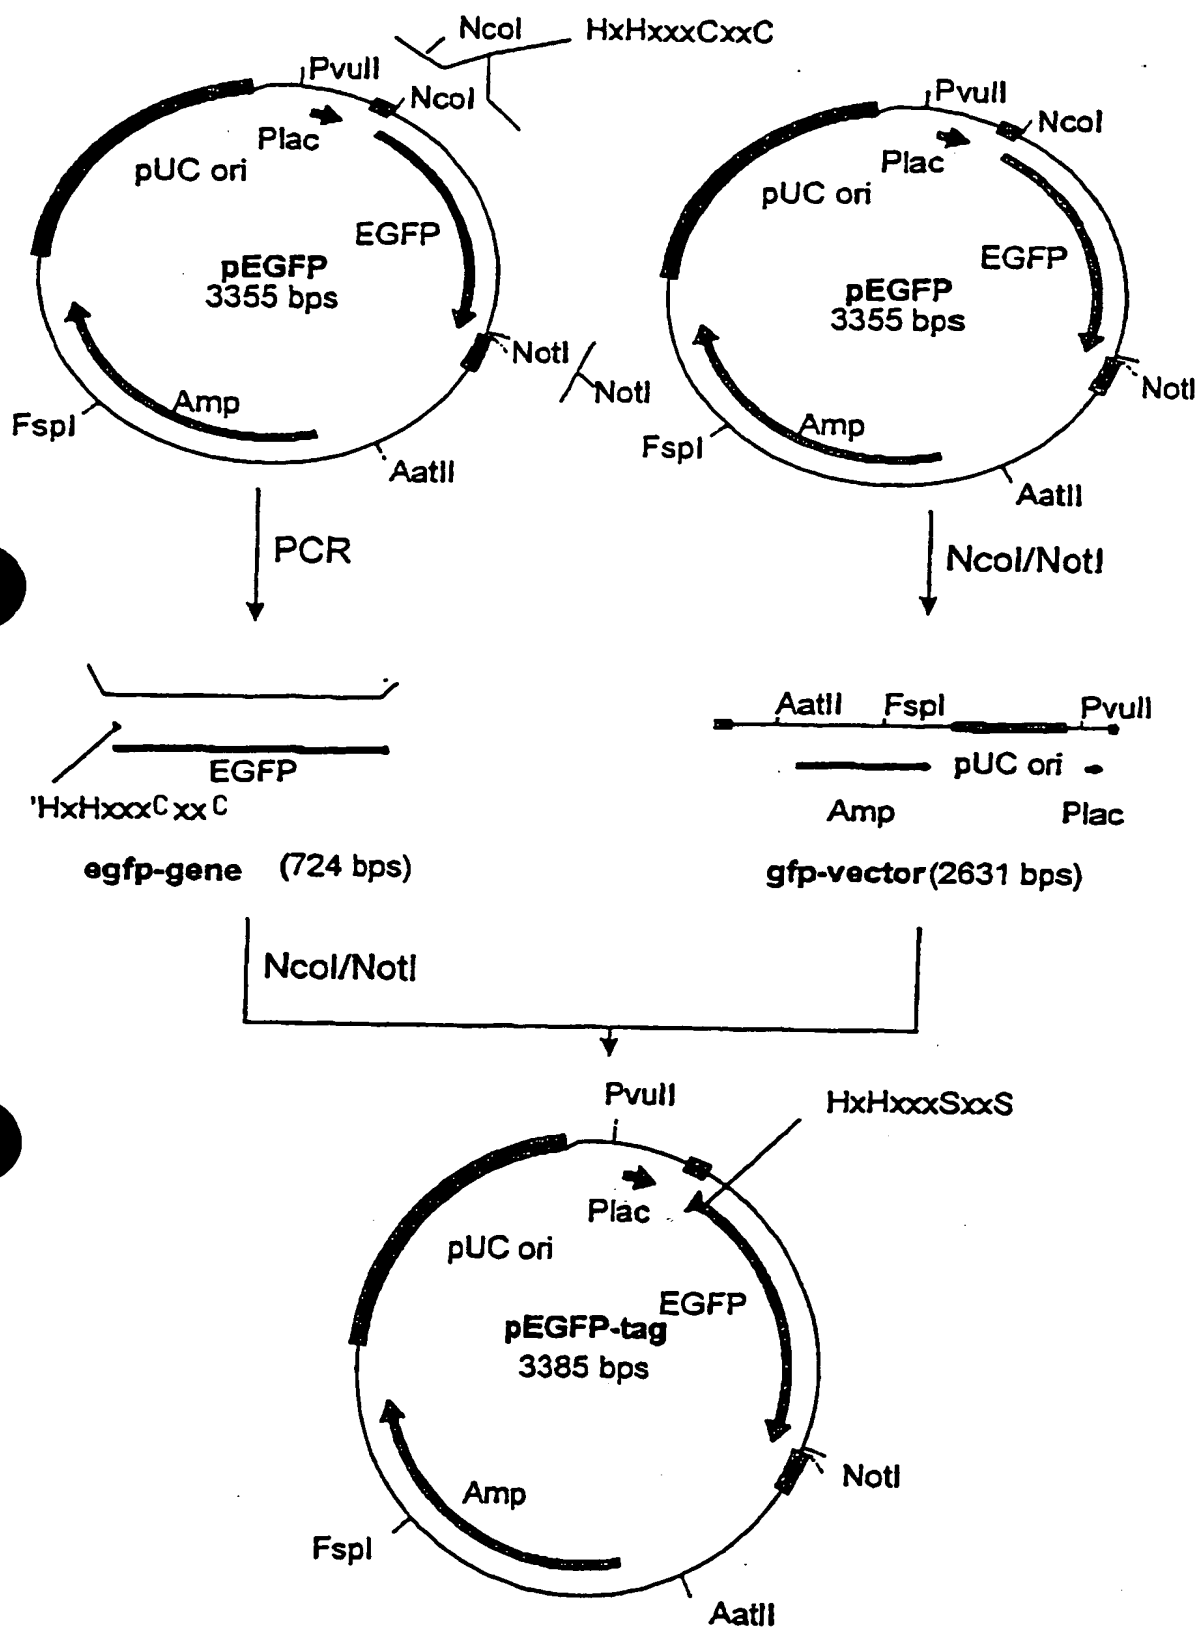 NcoI HxHxxxCxxC
PvuII
NcoI
Plac
pUC ori
EGFP
pEGFP
3355 bps
NotI
NotI
Amp
FspI
AatII
PvuII
NcoI
Plac
pUC ori
EGFP
pEGFP
3355 bps
NotI
Amp
FspI
AatII
PCR
NcoI/NotI
EGFP
'HxHxxxCxxC
egfp-gene (724 bps)
AatII FspI PvuII
pUC ori
Amp Plac
gfp-vector (2631 bps)
NcoI/NotI
PvuII
HxHxxxSxxS
Plac
pUC ori
EGFP
pEGFP-tag
3385 bps
NotI
Amp
FspI
AatII